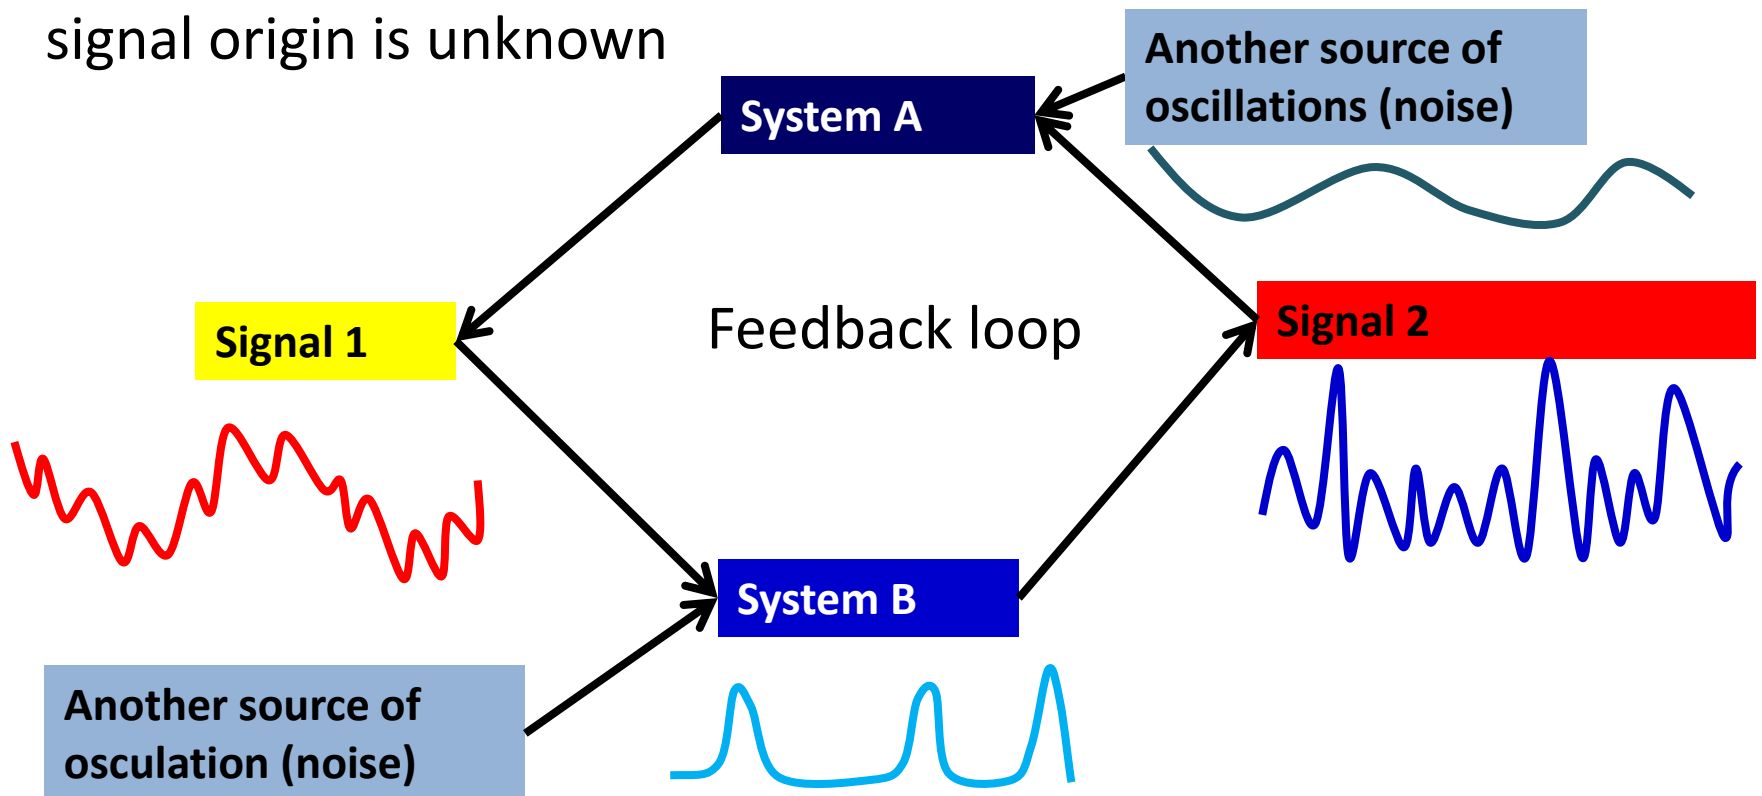 signal origin is unknown
Another source of
oscillations (noise)
System A
Signal 1
Feedback loop
Signal 2
System B
Another source of
osculation (noise)